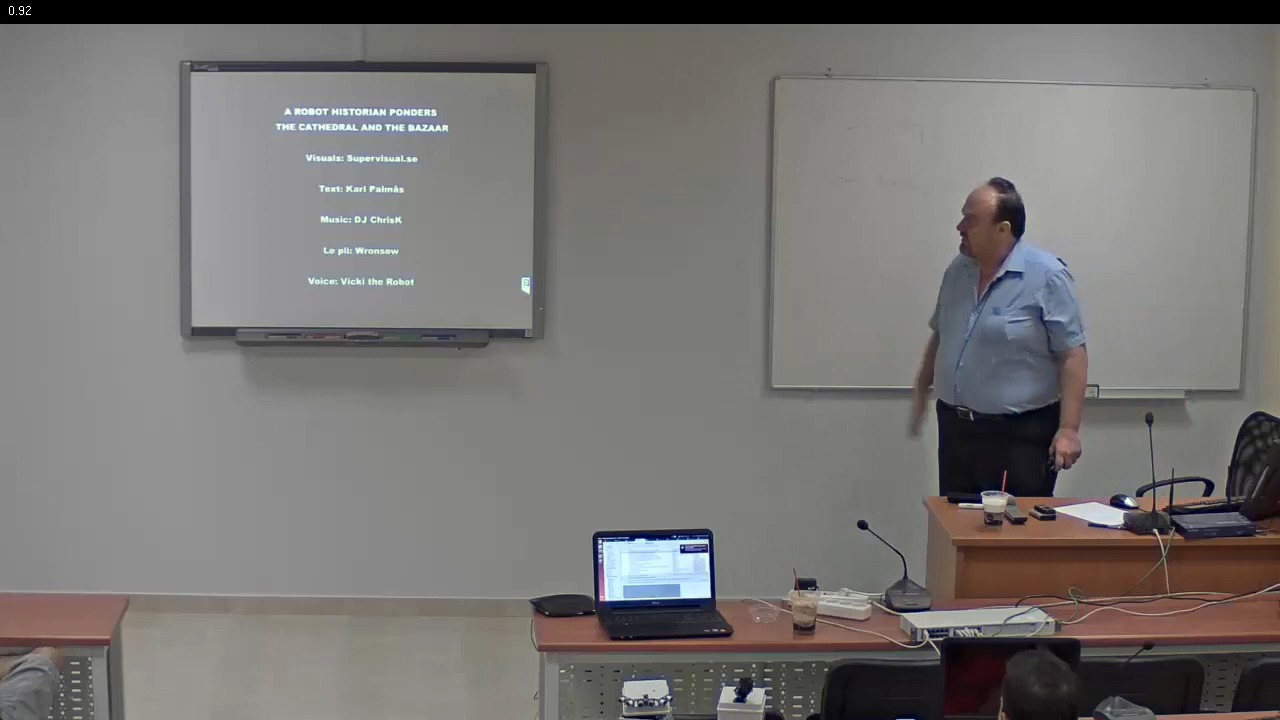 0.92
A ROBOT HISTORIAN PONDERS
THE CATHEDRAL AND THE BAZAAR
Visuals: Supervisual.se
Text: Karl Palmås
Music: DJ ChrisK
Le pli: Wronsow
Voice: Vicki the Robot